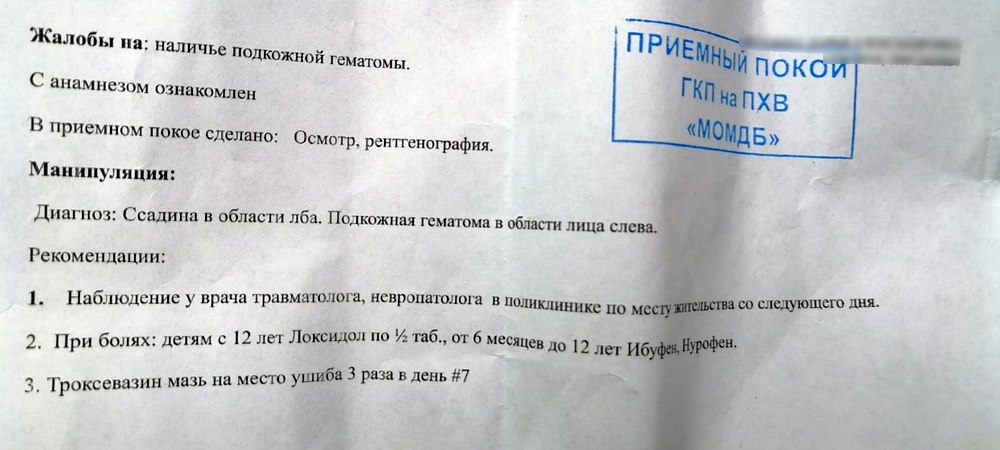 Жалобы на: наличье подкожной гематомы.
ПРИЕМНЫЙ ПОКОЙ
ГКП на ПХВ
«МОМДБ»
С анамнезом ознакомлен
В приемном покое сделано: Осмотр, рентгенография.
Манипуляция:
Диагноз: Ссадина в области лба. Подкожная гематома в области лица слева.
Рекомендации:
1. Наблюдение у врача травматолога, невропатолога в поликлинике по месту жительства со следующего дня.
2. При болях: детям с 12 лет Локсидол по ½ таб., от 6 месяцев до 12 лет Ибуфен, Нурофен.
3. Троксевазин мазь на место ушиба 3 раза в день #7